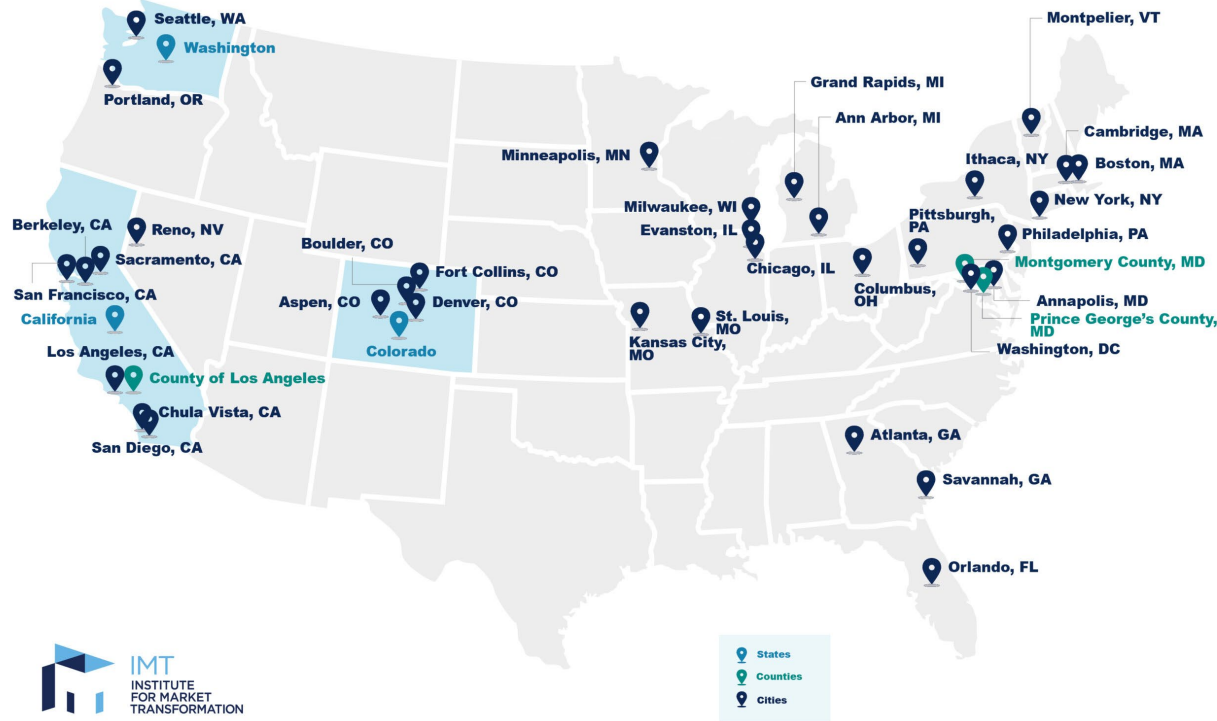 Seattle, WA
Washington
Portland, OR
Montpelier, VT
Grand Rapids, MI
Ann Arbor, MI
Cambridge, MA
Minneapolis, MN
Ithaca, NY
Boston, MA
Milwaukee, WI
New York, NY
Berkeley, CA
Reno, NV
Evanston, IL
Pittsburgh,
PA
Philadelphia, PA
Boulder, CO
Sacramento, CA
Fort Collins, CO
Chicago, IL
Montgomery County, MD
San Francisco, CA
Aspen, CO
Denver, CO
Columbus,
OH
Annapolis, MD
California
St. Louis,
MO
Prince George's County,
MD
Kansas City,
MO
Colorado
Los Angeles, CA
Washington, DC
County of Los Angeles
Chula Vista, CA
San Diego, CA
Atlanta, GA
Savannah, GA
Orlando, FL
IMT
INSTITUTE
FOR MARKET
TRANSFORMATION
States
Counties
Cities